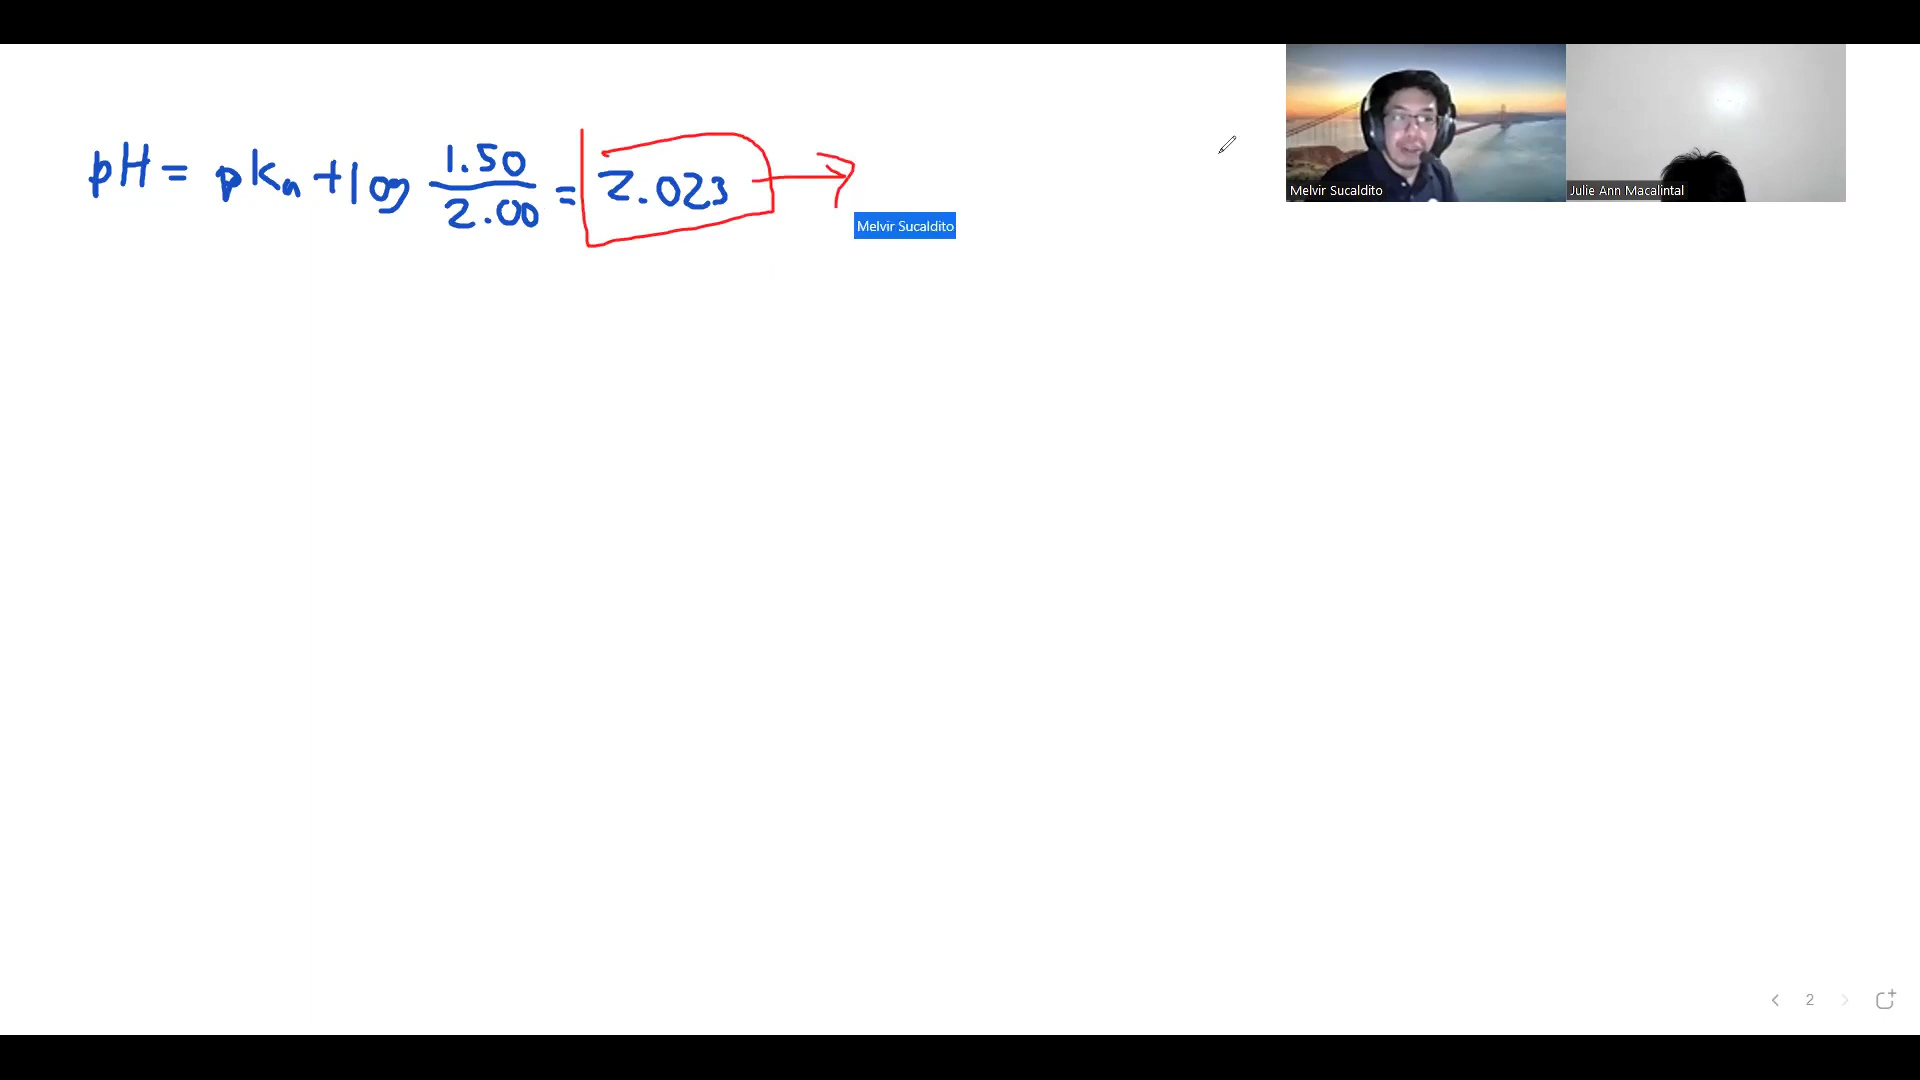 pH = pKa + log 1.50/2.00 = 2.023
Melvir Sucaldito
Melvir Sucaldito
Julie Ann Macalintal
2